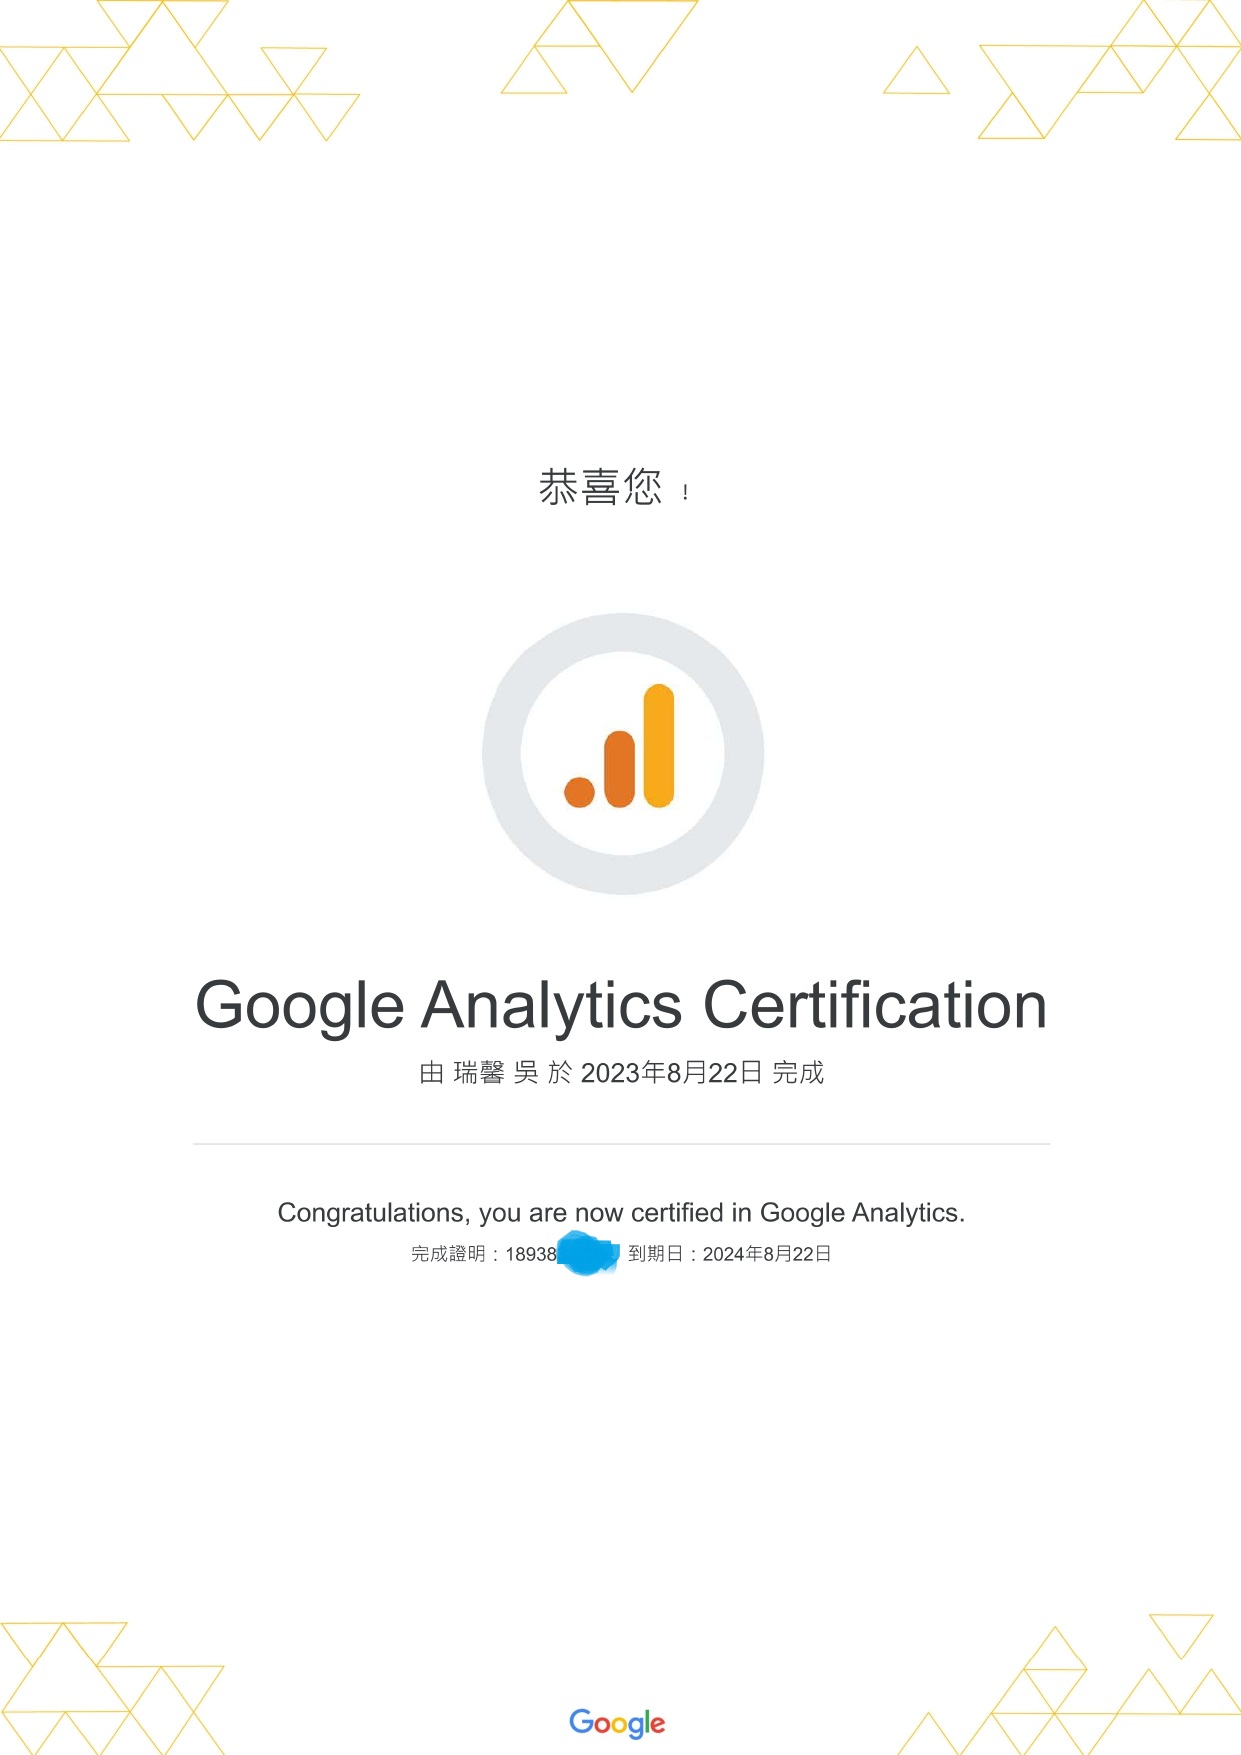 恭喜您！
Google Analytics Certification
由 瑞馨 吳 於 2023年8月22日 完成
Congratulations, you are now certified in Google Analytics.
完成證明：18938 到期日：2024年8月22日
Google